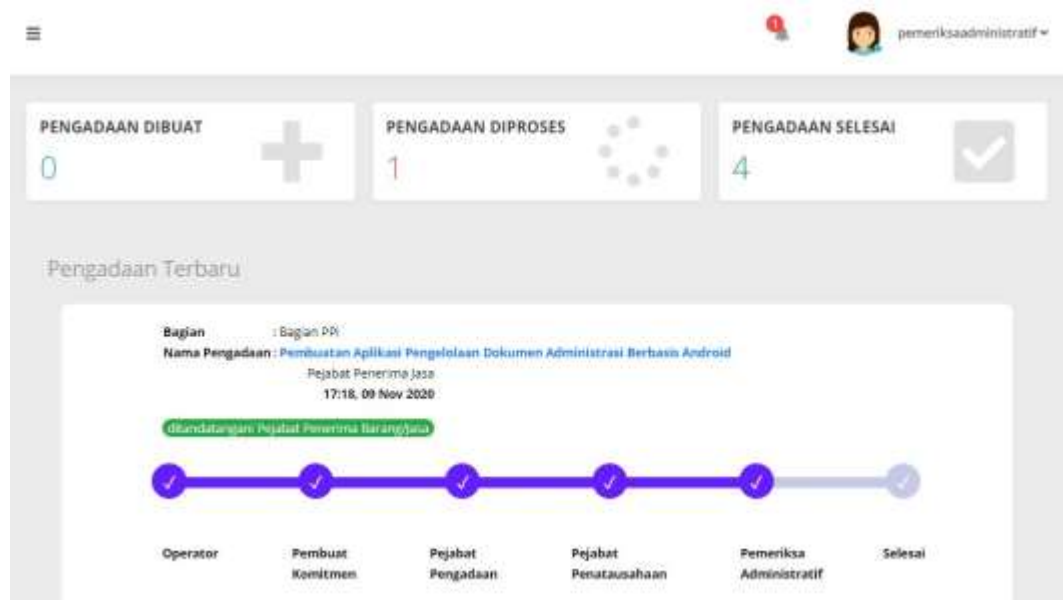 1
pemeriksaadministratif
PENGADAAN DIBUAT
0
PENGADAAN DIPROSES
1
PENGADAAN SELESAI
4
Pengadaan Terbaru
Bagian : Bagian PPI
Nama Pengadaan : Pembuatan Aplikasi Pengelolaan Dokumen Administrasi Berbasis Android
Pejabat Penerima Jasa
17:18, 09 Nov 2020
ditandatangani Pejabat Penerima Barang/Jasa
Operator
Pembuat
Komitmen
Pejabat
Pengadaan
Pejabat
Penatausahaan
Pemeriksa
Administratif
Selesai